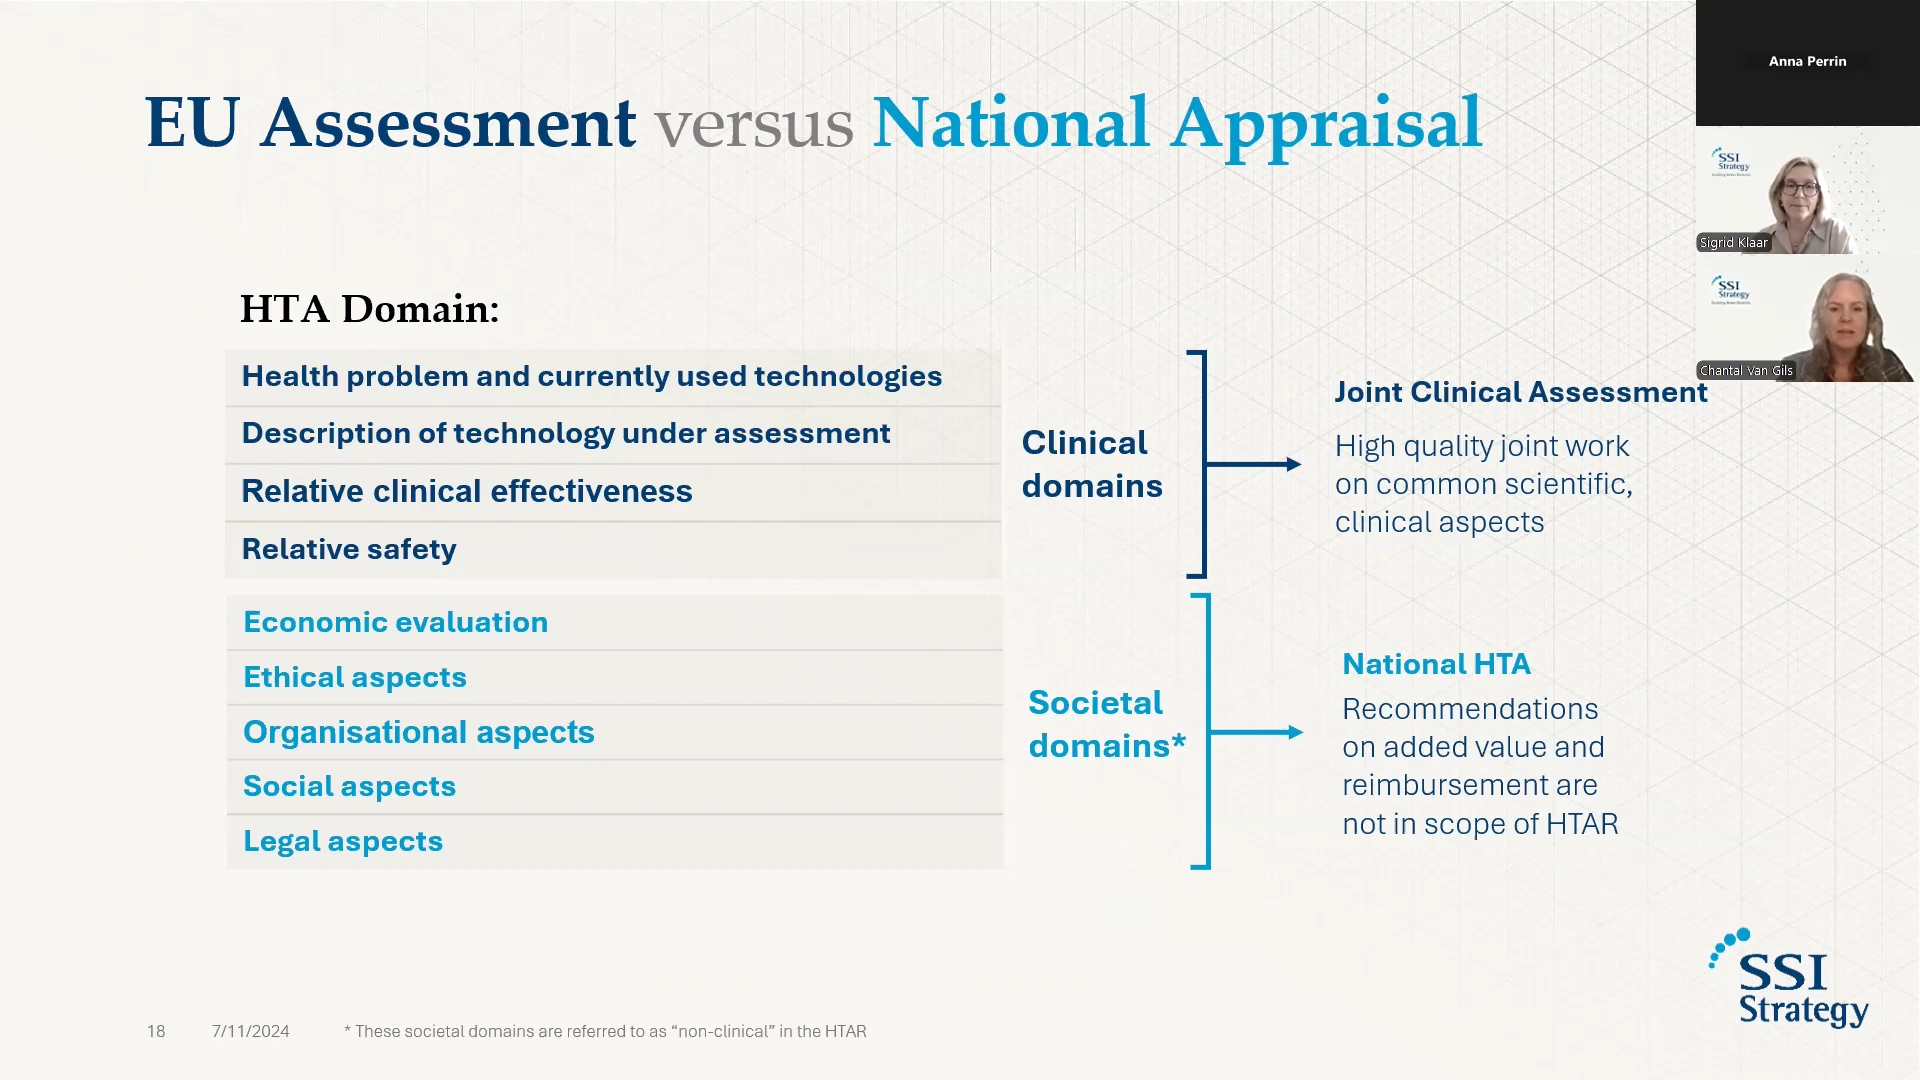 EU Assessment versus National Appraisal
HTA Domain:
Health problem and currently used technologies
Description of technology under assessment
Relative clinical effectiveness
Relative safety
Clinical
domains
Joint Clinical Assessment
High quality joint work
on common scientific,
clinical aspects
Economic evaluation
Ethical aspects
Organisational aspects
Social aspects
Legal aspects
Societal
domains*
National HTA
Recommendations
on added value and
reimbursement are
not in scope of HTAR
18 7/11/2024 * These societal domains are referred to as “non-clinical” in the HTAR
SSI
Strategy
Anna Perrin
SSI
Strategy
Sigrid Klaar
SSI
Strategy
Chantal Van Gils